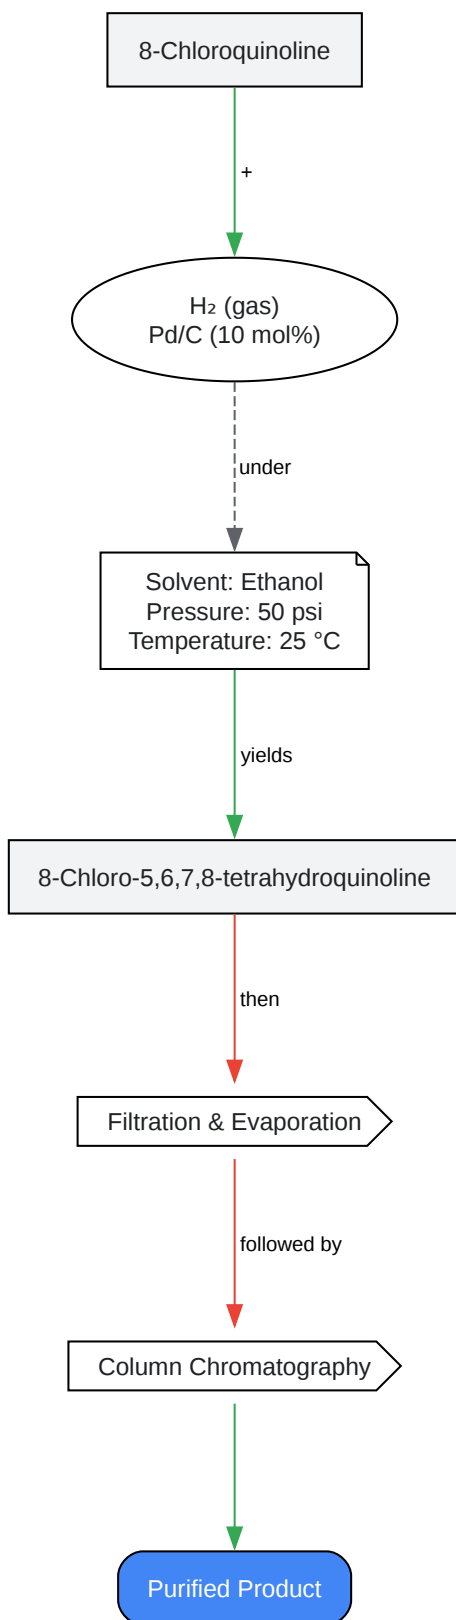 8-Chloroquinoline
+
H₂ (gas)
Pd/C (10 mol%)
under
Solvent: Ethanol
Pressure: 50 psi
Temperature: 25 °C
yields
8-Chloro-5,6,7,8-tetrahydroquinoline
then
Filtration & Evaporation
followed by
Column Chromatography
Purified Product